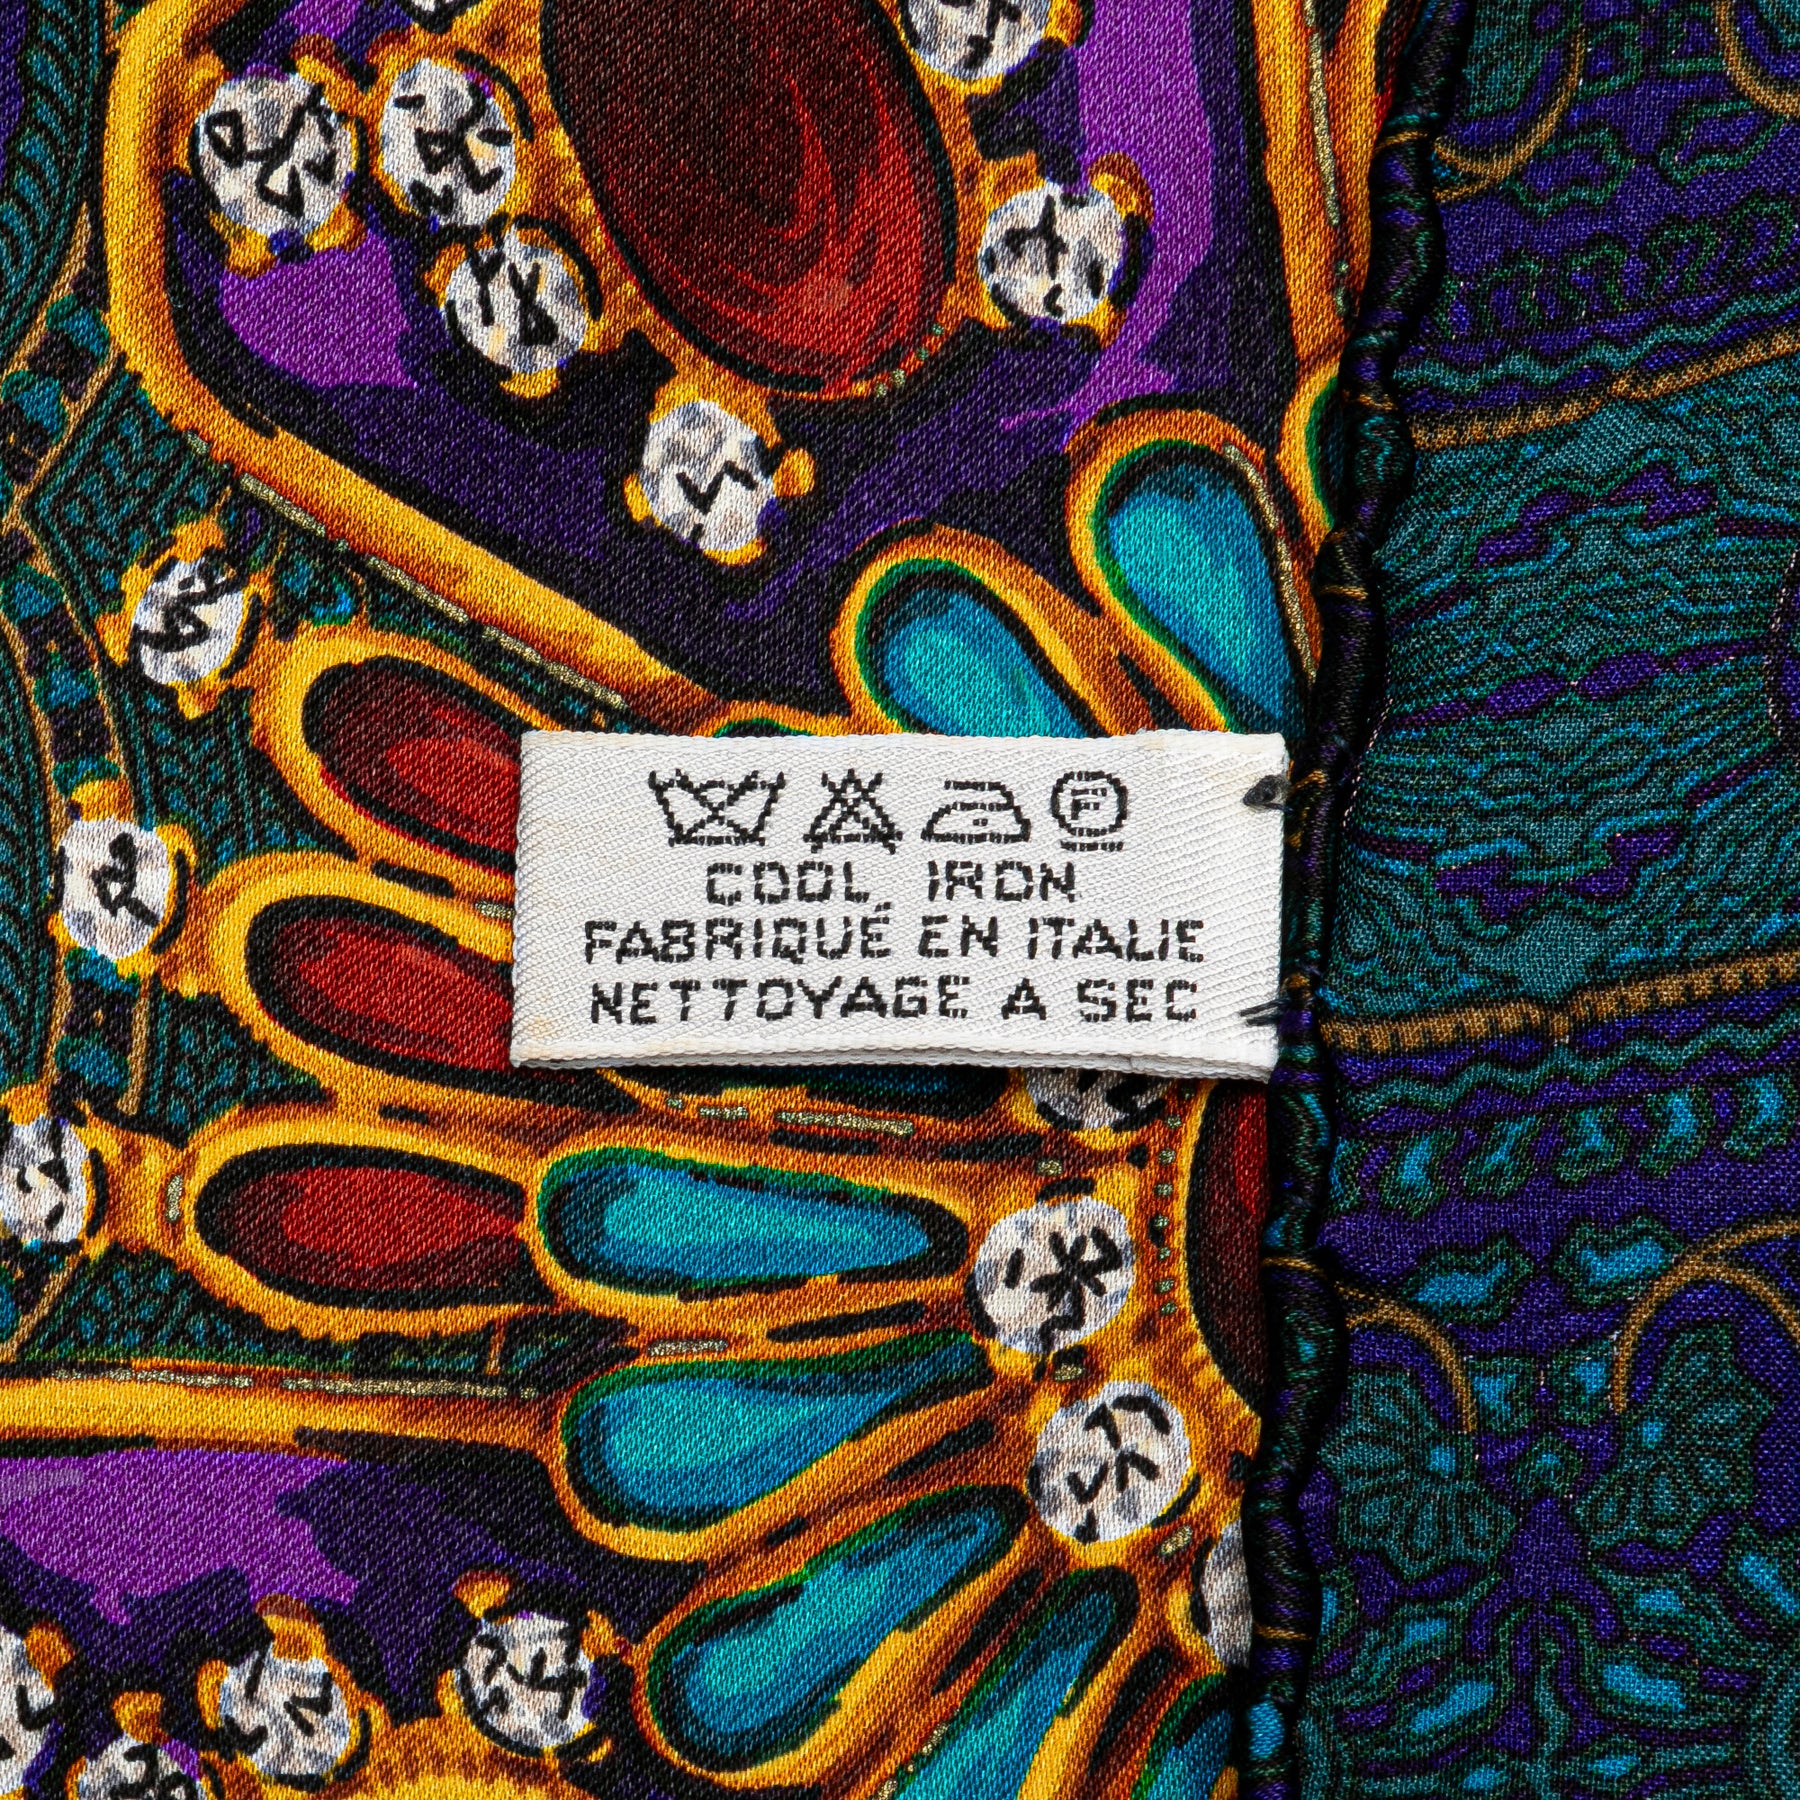 F
COOL IRON
FABRIQUÉ EN ITALIE
NETTOYAGE A SEC